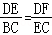 DE/BC = DF/EC